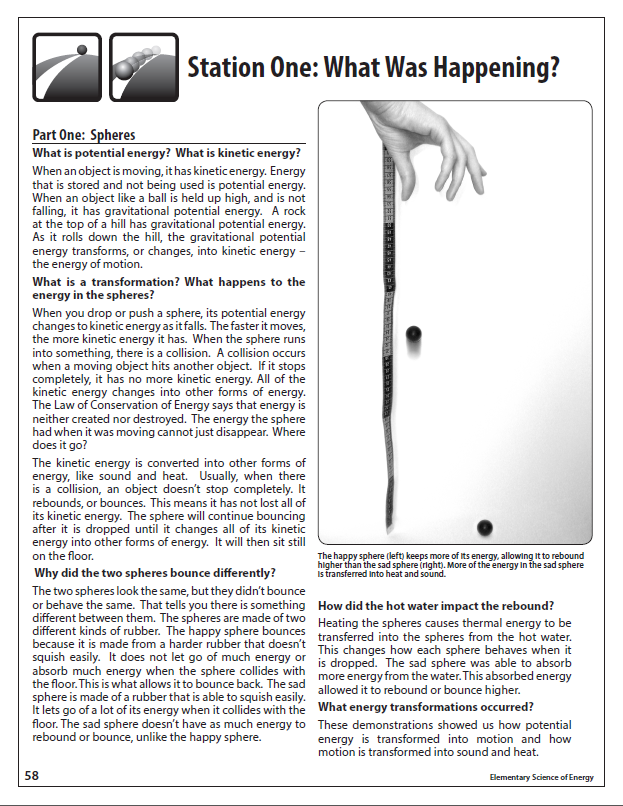 Station One: What Was Happening?
Part One: Spheres
What is potential energy? What is kinetic energy?
When an object is moving, it has kinetic energy. Energy
that is stored and not being used is potential energy.
When an object like a ball is held up high, and is not
falling, it has gravitational potential energy. A rock
at the top of a hill has gravitational potential energy.
As it rolls down the hill, the gravitational potential
energy transforms, or changes, into kinetic energy –
the energy of motion.
What is a transformation? What happens to the
energy in the spheres?
When you drop or push a sphere, its potential energy
changes to kinetic energy as it falls. The faster it moves,
the more kinetic energy it has. When the sphere runs
into something, there is a collision. A collision occurs
when a moving object hits another object. If it stops
completely, it has no more kinetic energy. All of the
kinetic energy changes into other forms of energy.
The Law of Conservation of Energy says that energy is
neither created nor destroyed. The energy the sphere
had when it was moving cannot just disappear. Where
does it go?
The kinetic energy is converted into other forms of
energy, like sound and heat. Usually, when there
is a collision, an object doesn't stop completely. It
rebounds, or bounces. This means it has not lost all of
its kinetic energy. The sphere will continue bouncing
after it is dropped until it changes all of its kinetic
energy into other forms of energy. It will then sit still
on the floor.
Why did the two spheres bounce differently?
The two spheres look the same, but they didn't bounce
or behave the same. That tells you there is something
different between them. The spheres are made of two
different kinds of rubber. The happy sphere bounces
because it is made from a harder rubber that doesn't
squish easily. It does not let go of much energy or
absorb much energy when the sphere collides with
the floor. This is what allows it to bounce back. The sad
sphere is made of a rubber that is able to squish easily.
It lets go of a lot of its energy when it collides with the
floor. The sad sphere doesn't have as much energy to
rebound or bounce, unlike the happy sphere.
The happy sphere (left) keeps more of its energy, allowing it to rebound
higher than the sad sphere (right). More of the energy in the sad sphere
is transferred into heat and sound.
How did the hot water impact the rebound?
Heating the spheres causes thermal energy to be
transferred into the spheres from the hot water.
This changes how each sphere behaves when it
is dropped. The sad sphere was able to absorb
more energy from the water. This absorbed energy
allowed it to rebound or bounce higher.
What energy transformations occurred?
These demonstrations showed us how potential
energy is transformed into motion and how
motion is transformed into sound and heat.
58
Elementary Science of Energy